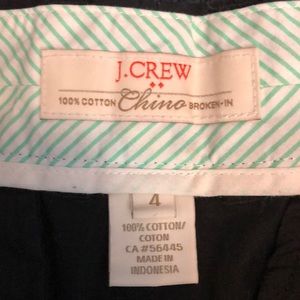 J.CREW
100% COTTON Chino BROKEN-IN
4
100% COTTON/
COTON
CA #56445
MADE IN
INDONESIA